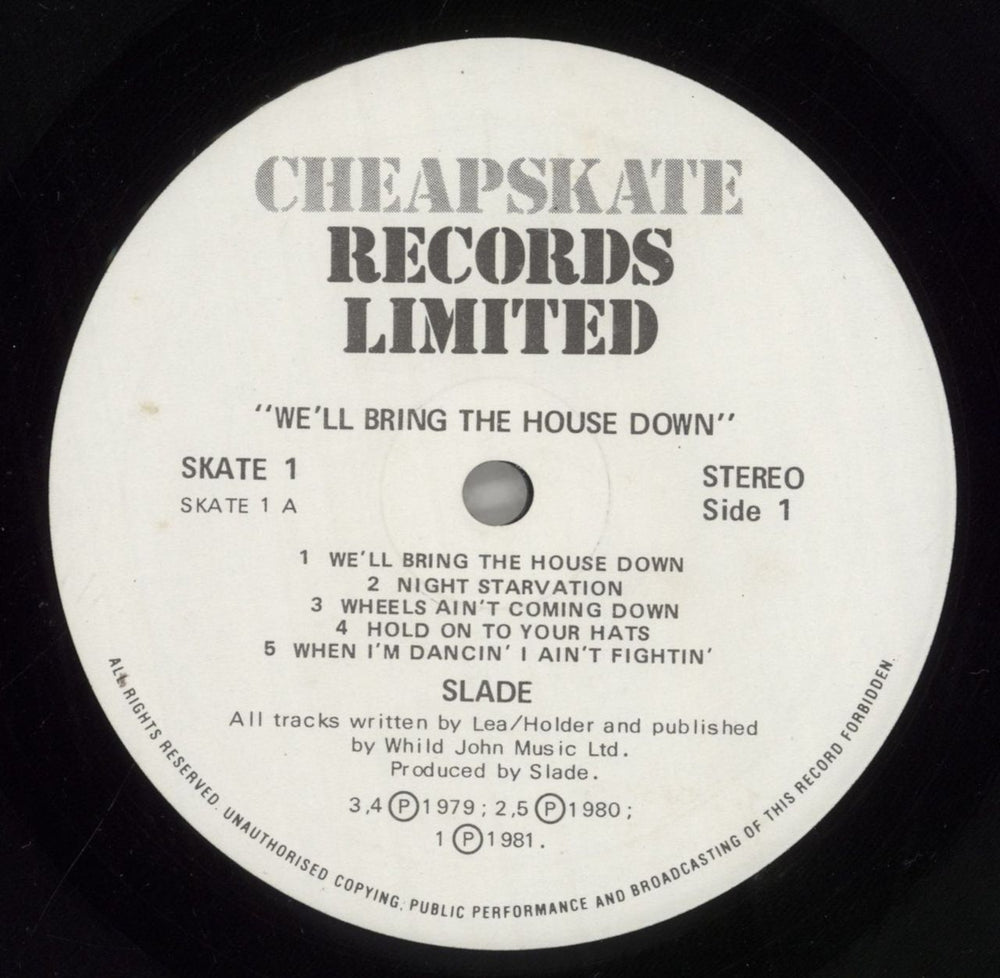 CHEAPSKATE
RECORDS
LIMITED
"WE'LL BRING THE HOUSE DOWN"
SKATE 1
SKATE 1 A
STEREO
Side 1
1 WE'LL BRING THE HOUSE DOWN
2 NIGHT STARVATION
3 WHEELS AIN'T COMING DOWN
4 HOLD ON TO YOUR HATS
5 WHEN I'M DANCIN' I AIN'T FIGHTIN'
SLADE
All tracks written by Lea/Holder and published
by Whild John Music Ltd.
Produced by Slade.
3,4 Ⓟ 1979 ; 2,5 Ⓟ 1980 ;
1 Ⓟ 1981 .
ALL RIGHTS RESERVED. UNAUTHORISED COPYING, PUBLIC PERFORMANCE AND BROADCASTING OF THIS RECORD FORBIDDEN.